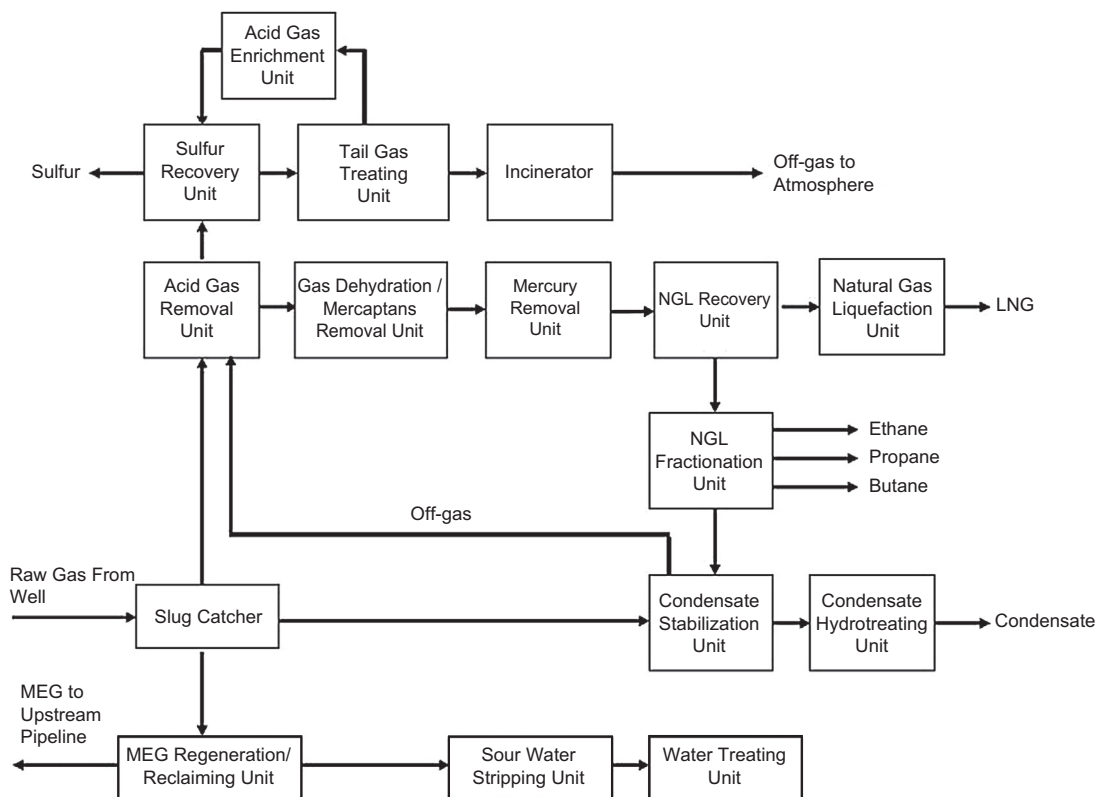 Acid Gas
Enrichment
Unit
Sulfur
Sulfur
Recovery
Unit
Tail Gas
Treating
Unit
Incinerator
Off-gas to
Atmosphere
Acid Gas
Removal
Unit
Gas Dehydration /
Mercaptans
Removal Unit
Mercury
Removal
Unit
NGL Recovery
Unit
Natural Gas
Liquefaction
Unit
LNG
NGL
Fractionation
Unit
Ethane
Propane
Butane
Off-gas
Raw Gas From
Well
Slug Catcher
Condensate
Stabilization
Unit
Condensate
Hydrotreating
Unit
Condensate
MEG to
Upstream
Pipeline
MEG Regeneration/
Reclaiming Unit
Sour Water
Stripping Unit
Water Treating
Unit